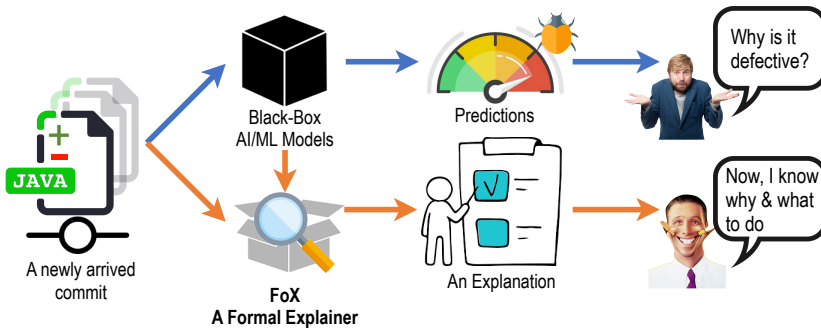 Why is it
defective?
Black-Box
AI/ML Models
Predictions
JAVA
Now, I know
why & what
to do
A newly arrived
commit
FoX
A Formal Explainer
An Explanation